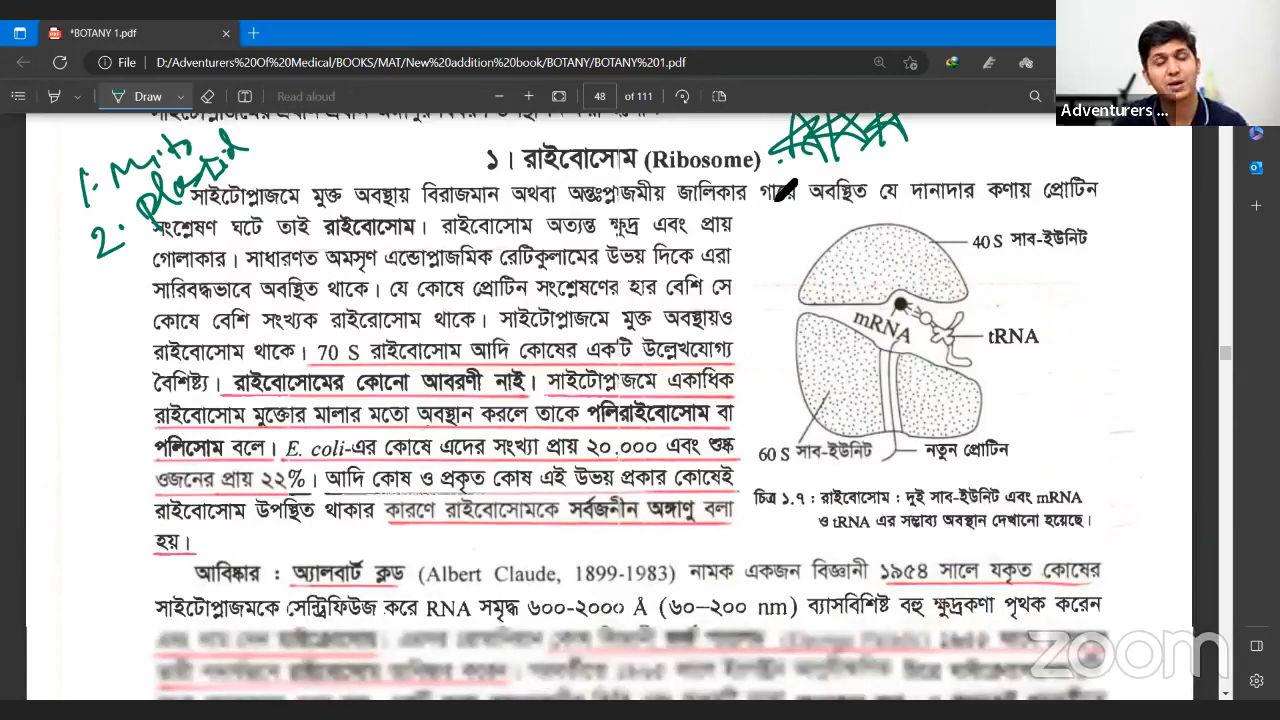 *BOTANY 1.pdf
File D:/Adventurers%20Of%20Medical/BOOKS/MAT/New%20addition%20book/BOTANY/BOTANY%201.pdf
Draw Read aloud 48 of 111
Adventurers ...
1. Mito
2. Plastid
১। রাইবোসোম (Ribosome)
সাইটোপ্লাজমে মুক্ত অবস্থায় বিরাজমান অথবা অন্তঃপ্লাজমীয় জালিকার গায়ে অবস্থিত যে দানাদার কণায় প্রোটিন
সংশ্লেষণ ঘটে তাই রাইবোসোম। রাইবোসোম অত্যন্ত ক্ষুদ্র এবং প্রায়
গোলাকার। সাধারণত অমসৃণ এন্ডোপ্লাজমিক রেটিকুলামের উভয় দিকে এরা
সারিবদ্ধভাবে অবস্থিত থাকে। যে কোষে প্রোটিন সংশ্লেষণের হার বেশি সে
কোষে বেশি সংখ্যক রাইরোসোম থাকে। সাইটোপ্লাজমে মুক্ত অবস্থায়ও
রাইবোসোম থাকে। 70 S রাইবোসোম আদি কোষের একটি উল্লেখযোগ্য
বৈশিষ্ট্য। রাইবোসোমের কোনো আবরণী নাই। সাইটোপ্লাজমে একাধিক
রাইবোসোম মুক্তোর মালার মতো অবস্থান করলে তাকে পলিরাইবোসোম বা
পলিসোম বলে। E. coli-এর কোষে এদের সংখ্যা প্রায় ২০,০০০ এবং শুষ্ক
ওজনের প্রায় ২২%। আদি কোষ ও প্রকৃত কোষ এই উভয় প্রকার কোষেই
রাইবোসোম উপস্থিত থাকার কারণে রাইবোসোমকে সর্বজনীন অঙ্গাণু বলা
হয়।
40 S সাব-ইউনিট
mRNA
tRNA
60 S সাব-ইউনিট
নতুন প্রোটিন
চিত্র ১.৭ : রাইবোসোম : দুই সাব-ইউনিট এবং mRNA
ও tRNA এর সম্ভাব্য অবস্থান দেখানো হয়েছে।
আবিষ্কার : অ্যালবার্ট ক্লড (Albert Claude, 1899-1983) নামক একজন বিজ্ঞানী ১৯৫৪ সালে যকৃত কোষের
সাইটোপ্লাজমকে সেন্ট্রিফিউজ করে RNA সমৃদ্ধ ৬০০-২০০০ Å (৬০–২০০ nm) ব্যাসবিশিষ্ট বহু ক্ষুদ্রকণা পৃথক করেন
zoom